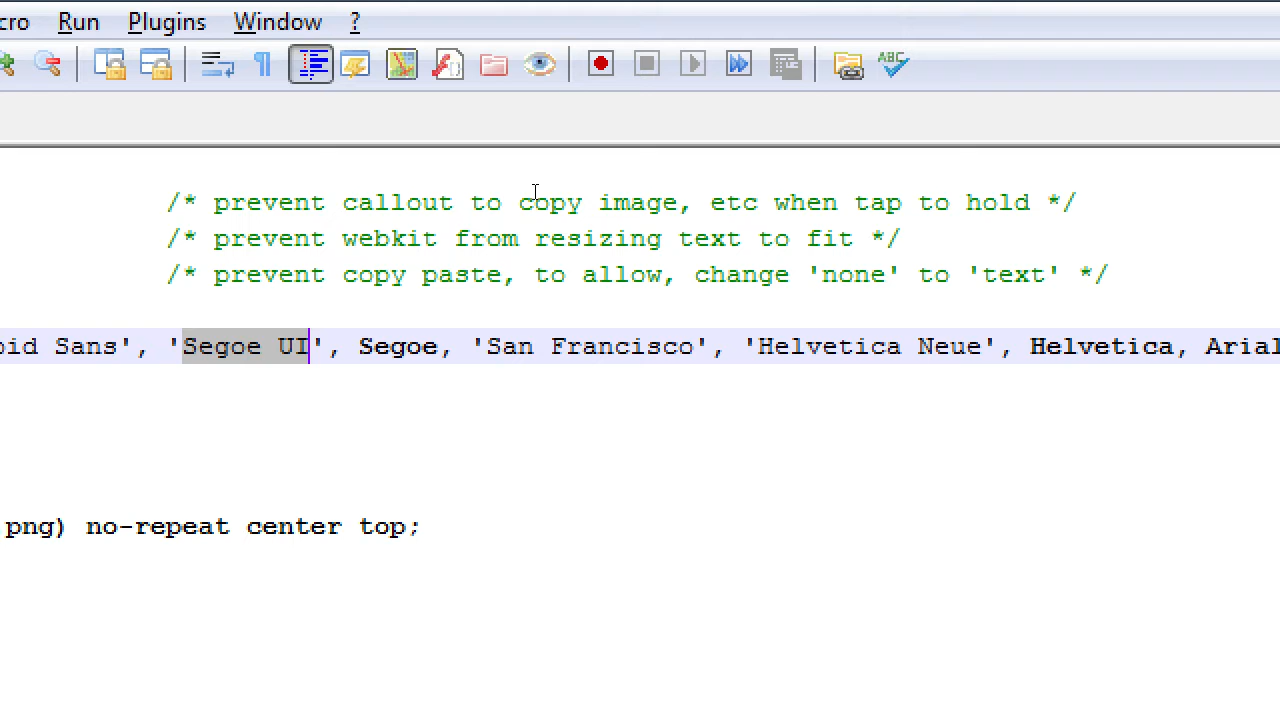 Run Plugins Window ?
ABC
/* prevent callout to copy image, etc when tap to hold */
/* prevent webkit from resizing text to fit */
/* prevent copy paste, to allow, change 'none' to 'text' */
Sans', 'Segoe UI', Segoe, 'San Francisco', 'Helvetica Neue', Helvetica, Arial
png) no-repeat center top;